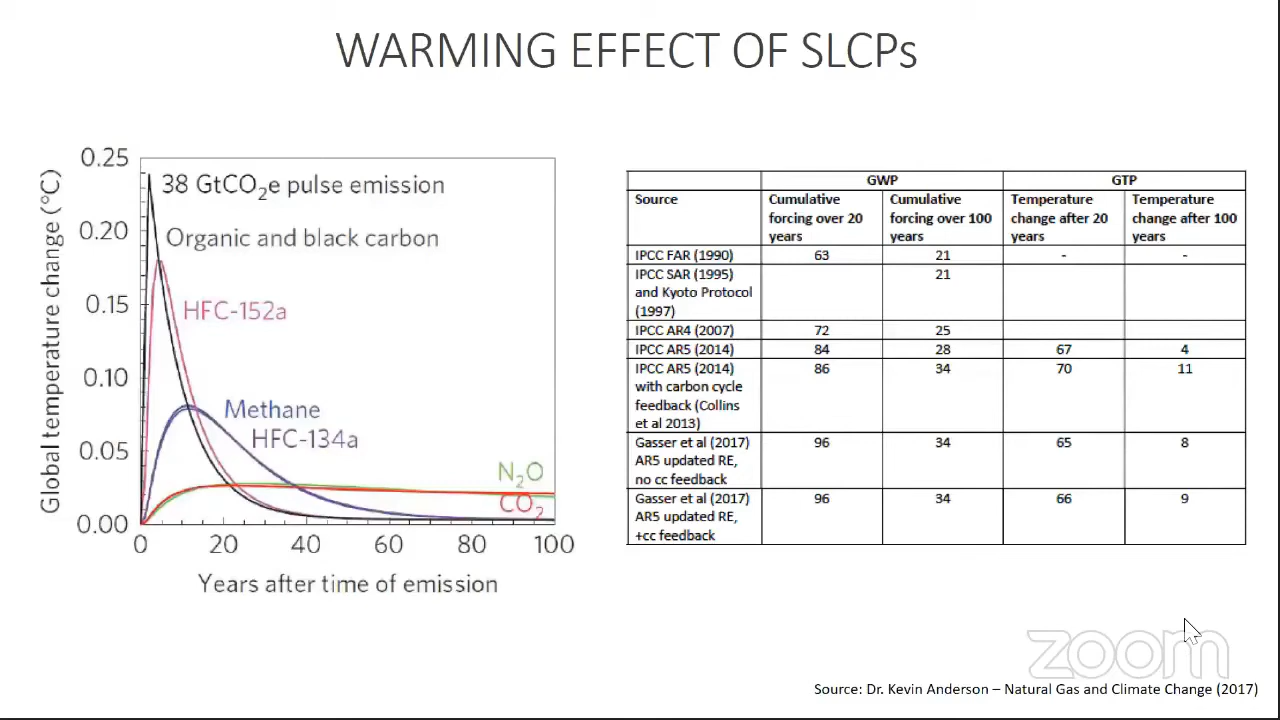 WARMING EFFECT OF SLCPs
0.25
0.20
0.15
0.10
0.05
0.00
Global temperature change (°C)
38 GtCO₂e pulse emission
Organic and black carbon
HFC-152a
Methane
HFC-134a
N₂O
CO₂
0 20 40 60 80 100
Years after time of emission
GWP GTP
Source Cumulative forcing over 20 years Cumulative forcing over 100 years Temperature change after 20 years Temperature change after 100 years
IPCC FAR (1990) 63 21 - -
IPCC SAR (1995) and Kyoto Protocol (1997) 21
IPCC AR4 (2007) 72 25
IPCC AR5 (2014) 84 28 67 4
IPCC AR5 (2014) with carbon cycle feedback (Collins et al 2013) 86 34 70 11
Gasser et al (2017) AR5 updated RE, no cc feedback 96 34 65 8
Gasser et al (2017) AR5 updated RE, +cc feedback 96 34 66 9
zoom
Source: Dr. Kevin Anderson – Natural Gas and Climate Change (2017)